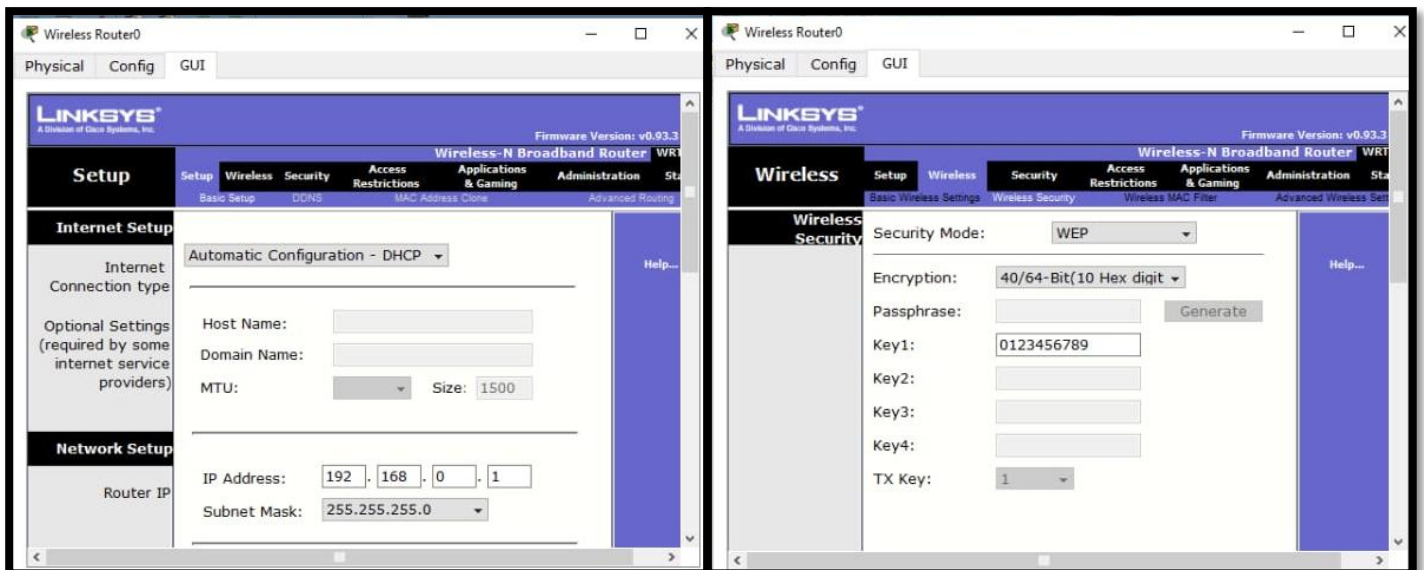 Wireless Router0
Physical Config GUI
LINKSYS®
A Division of Cisco Systems, Inc.
Firmware Version: v0.93.3
Wireless-N Broadband Router WRT
Setup
Setup Wireless Security Access Restrictions Applications & Gaming Administration Sta
Basic Setup DDNS MAC Address Clone Advanced Routing
Internet Setup
Internet
Connection type
Automatic Configuration - DHCP
Help...
Optional Settings
(required by some
internet service
providers)
Host Name:
Domain Name:
MTU: Size: 1500
Network Setup
Router IP
IP Address: 192 . 168 . 0 . 1
Subnet Mask: 255.255.255.0
Wireless Router0
Physical Config GUI
LINKSYS®
A Division of Cisco Systems, Inc.
Firmware Version: v0.93.3
Wireless-N Broadband Router WRT
Wireless
Setup Wireless Security Access Restrictions Applications & Gaming Administration Sta
Basic Wireless Settings Wireless Security Wireless MAC Filter Advanced Wireless Sett
Wireless
Security
Security Mode: WEP
Help...
Encryption: 40/64-Bit(10 Hex digit
Passphrase: Generate
Key1: 0123456789
Key2:
Key3:
Key4:
TX Key: 1